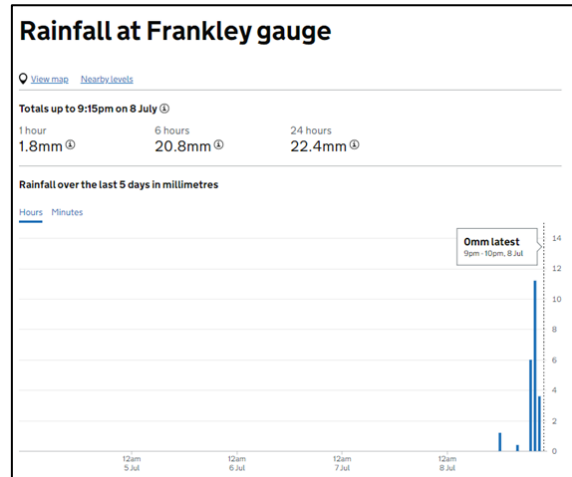 Rainfall at Frankley gauge
View map Nearby levels
Totals up to 9:15pm on 8 July
1 hour 6 hours 24 hours
1.8mm 20.8mm 22.4mm
Rainfall over the last 5 days in millimetres
Hours Minutes
0mm latest
9pm - 10pm, 8 Jul
14
12
10
8
6
4
2
0
12am 12am 12am 12am
5 Jul 6 Jul 7 Jul 8 Jul